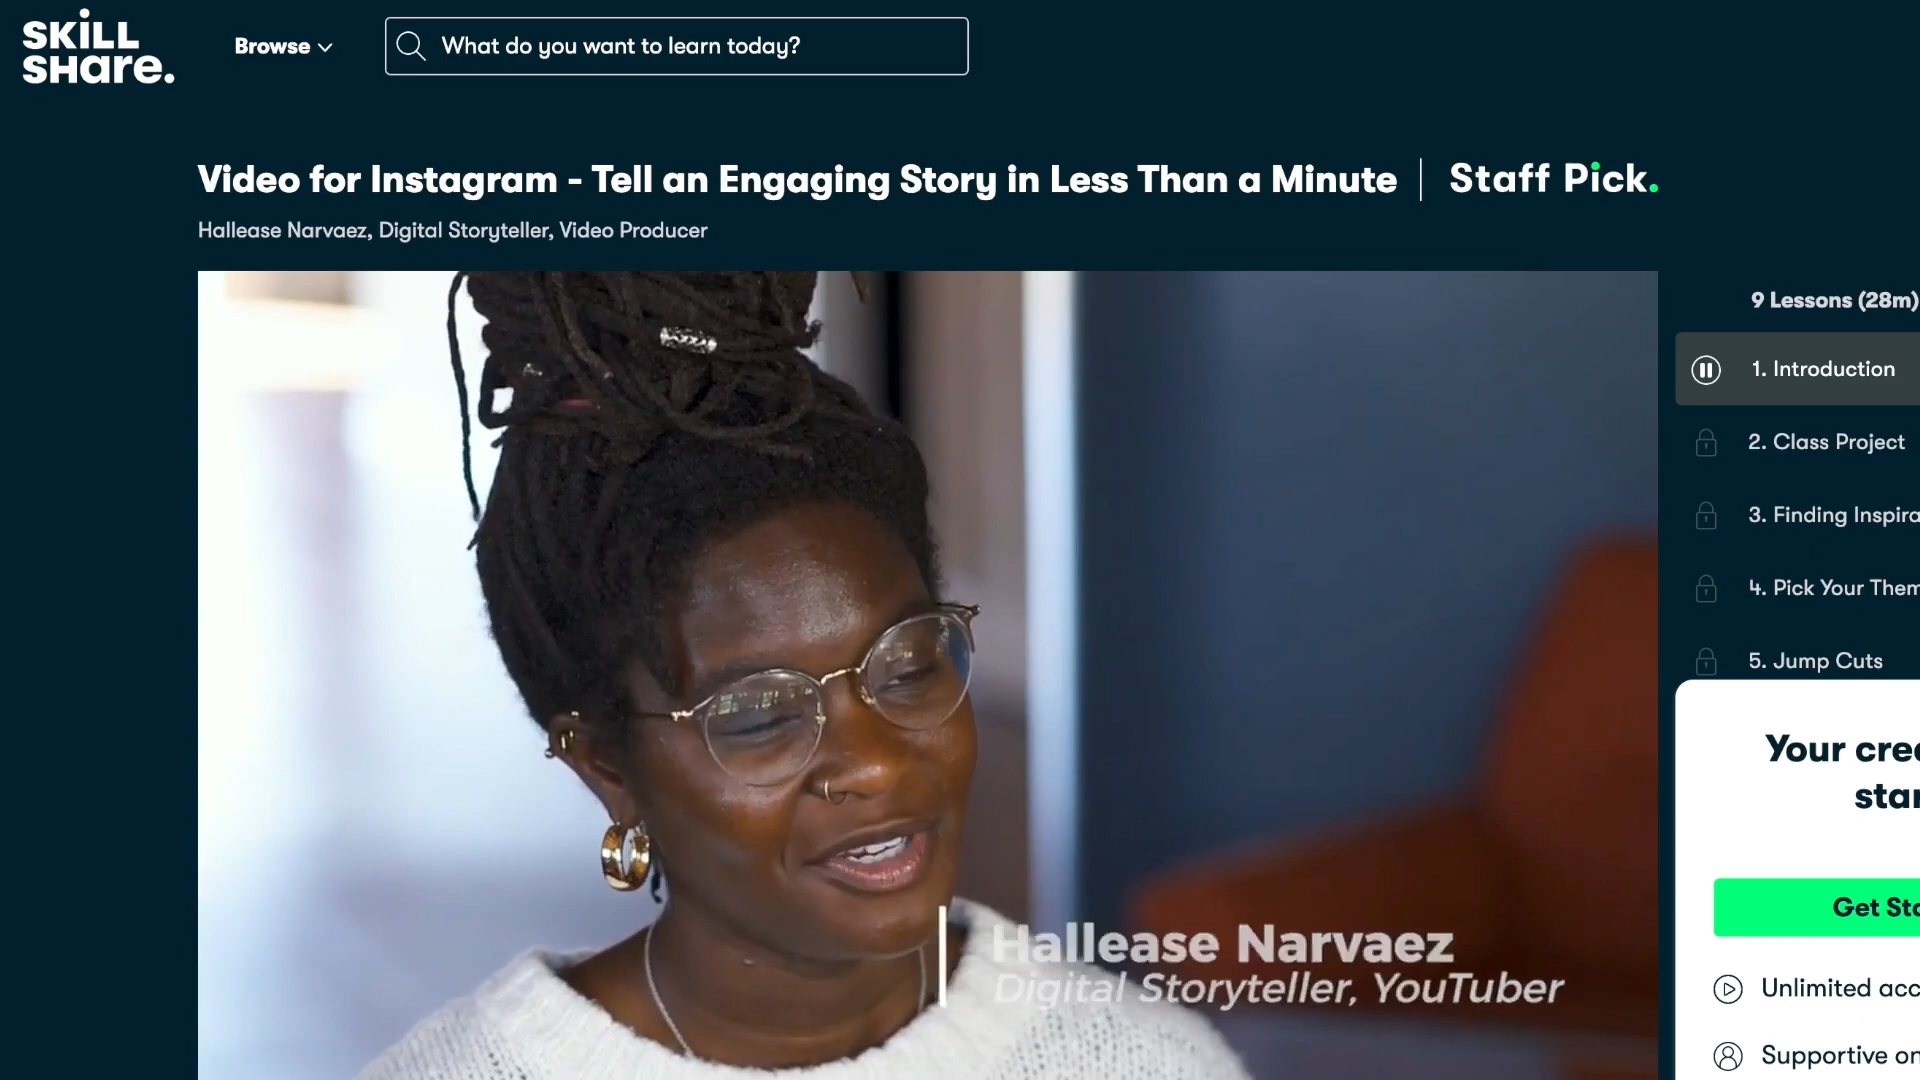 SKILL
SHare.
Browse
What do you want to learn today?
Video for Instagram - Tell an Engaging Story in Less Than a Minute
Staff Pick.
Hallease Narvaez, Digital Storyteller, Video Producer
9 Lessons (28m)
1. Introduction
2. Class Project
3. Finding Inspira
4. Pick Your Them
5. Jump Cuts
Your crea
star
Get Sta
Unlimited acc
Supportive on
Hallease Narvaez
Digital Storyteller, YouTuber